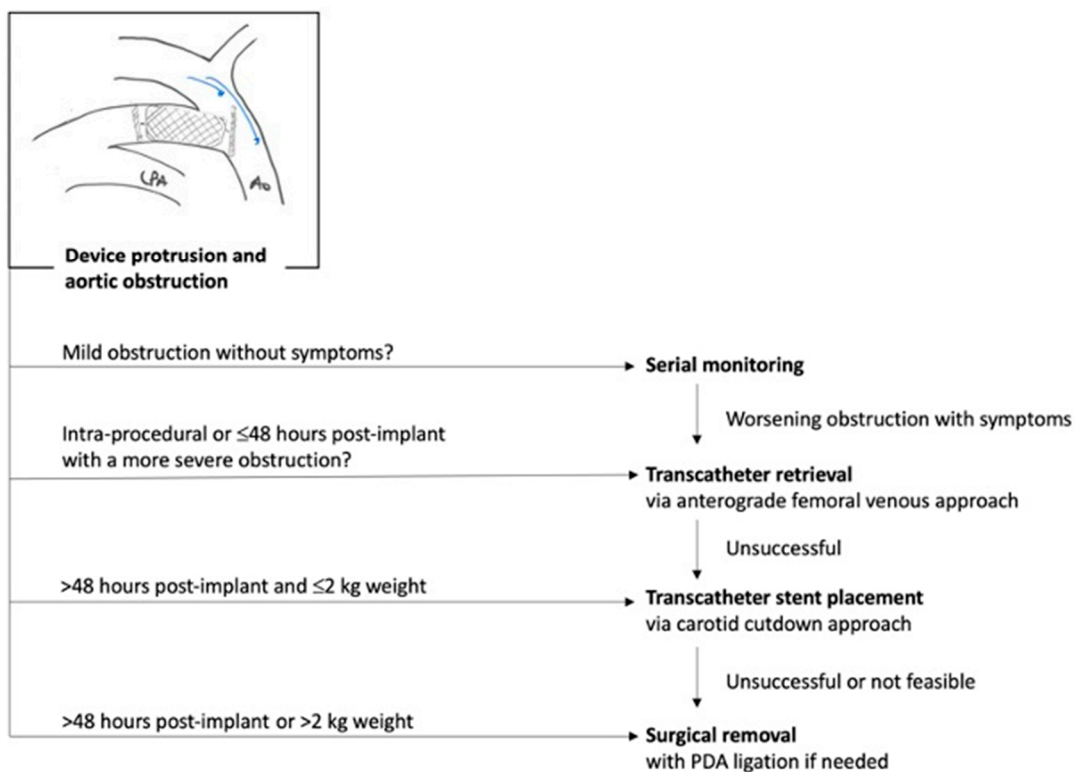 LPA
Ao
Device protrusion and
aortic obstruction
Mild obstruction without symptoms?
Serial monitoring
Worsening obstruction with symptoms
Intra-procedural or ≤48 hours post-implant
with a more severe obstruction?
Transcatheter retrieval
via anterograde femoral venous approach
Unsuccessful
>48 hours post-implant and ≤2 kg weight
Transcatheter stent placement
via carotid cutdown approach
Unsuccessful or not feasible
>48 hours post-implant or >2 kg weight
Surgical removal
with PDA ligation if needed